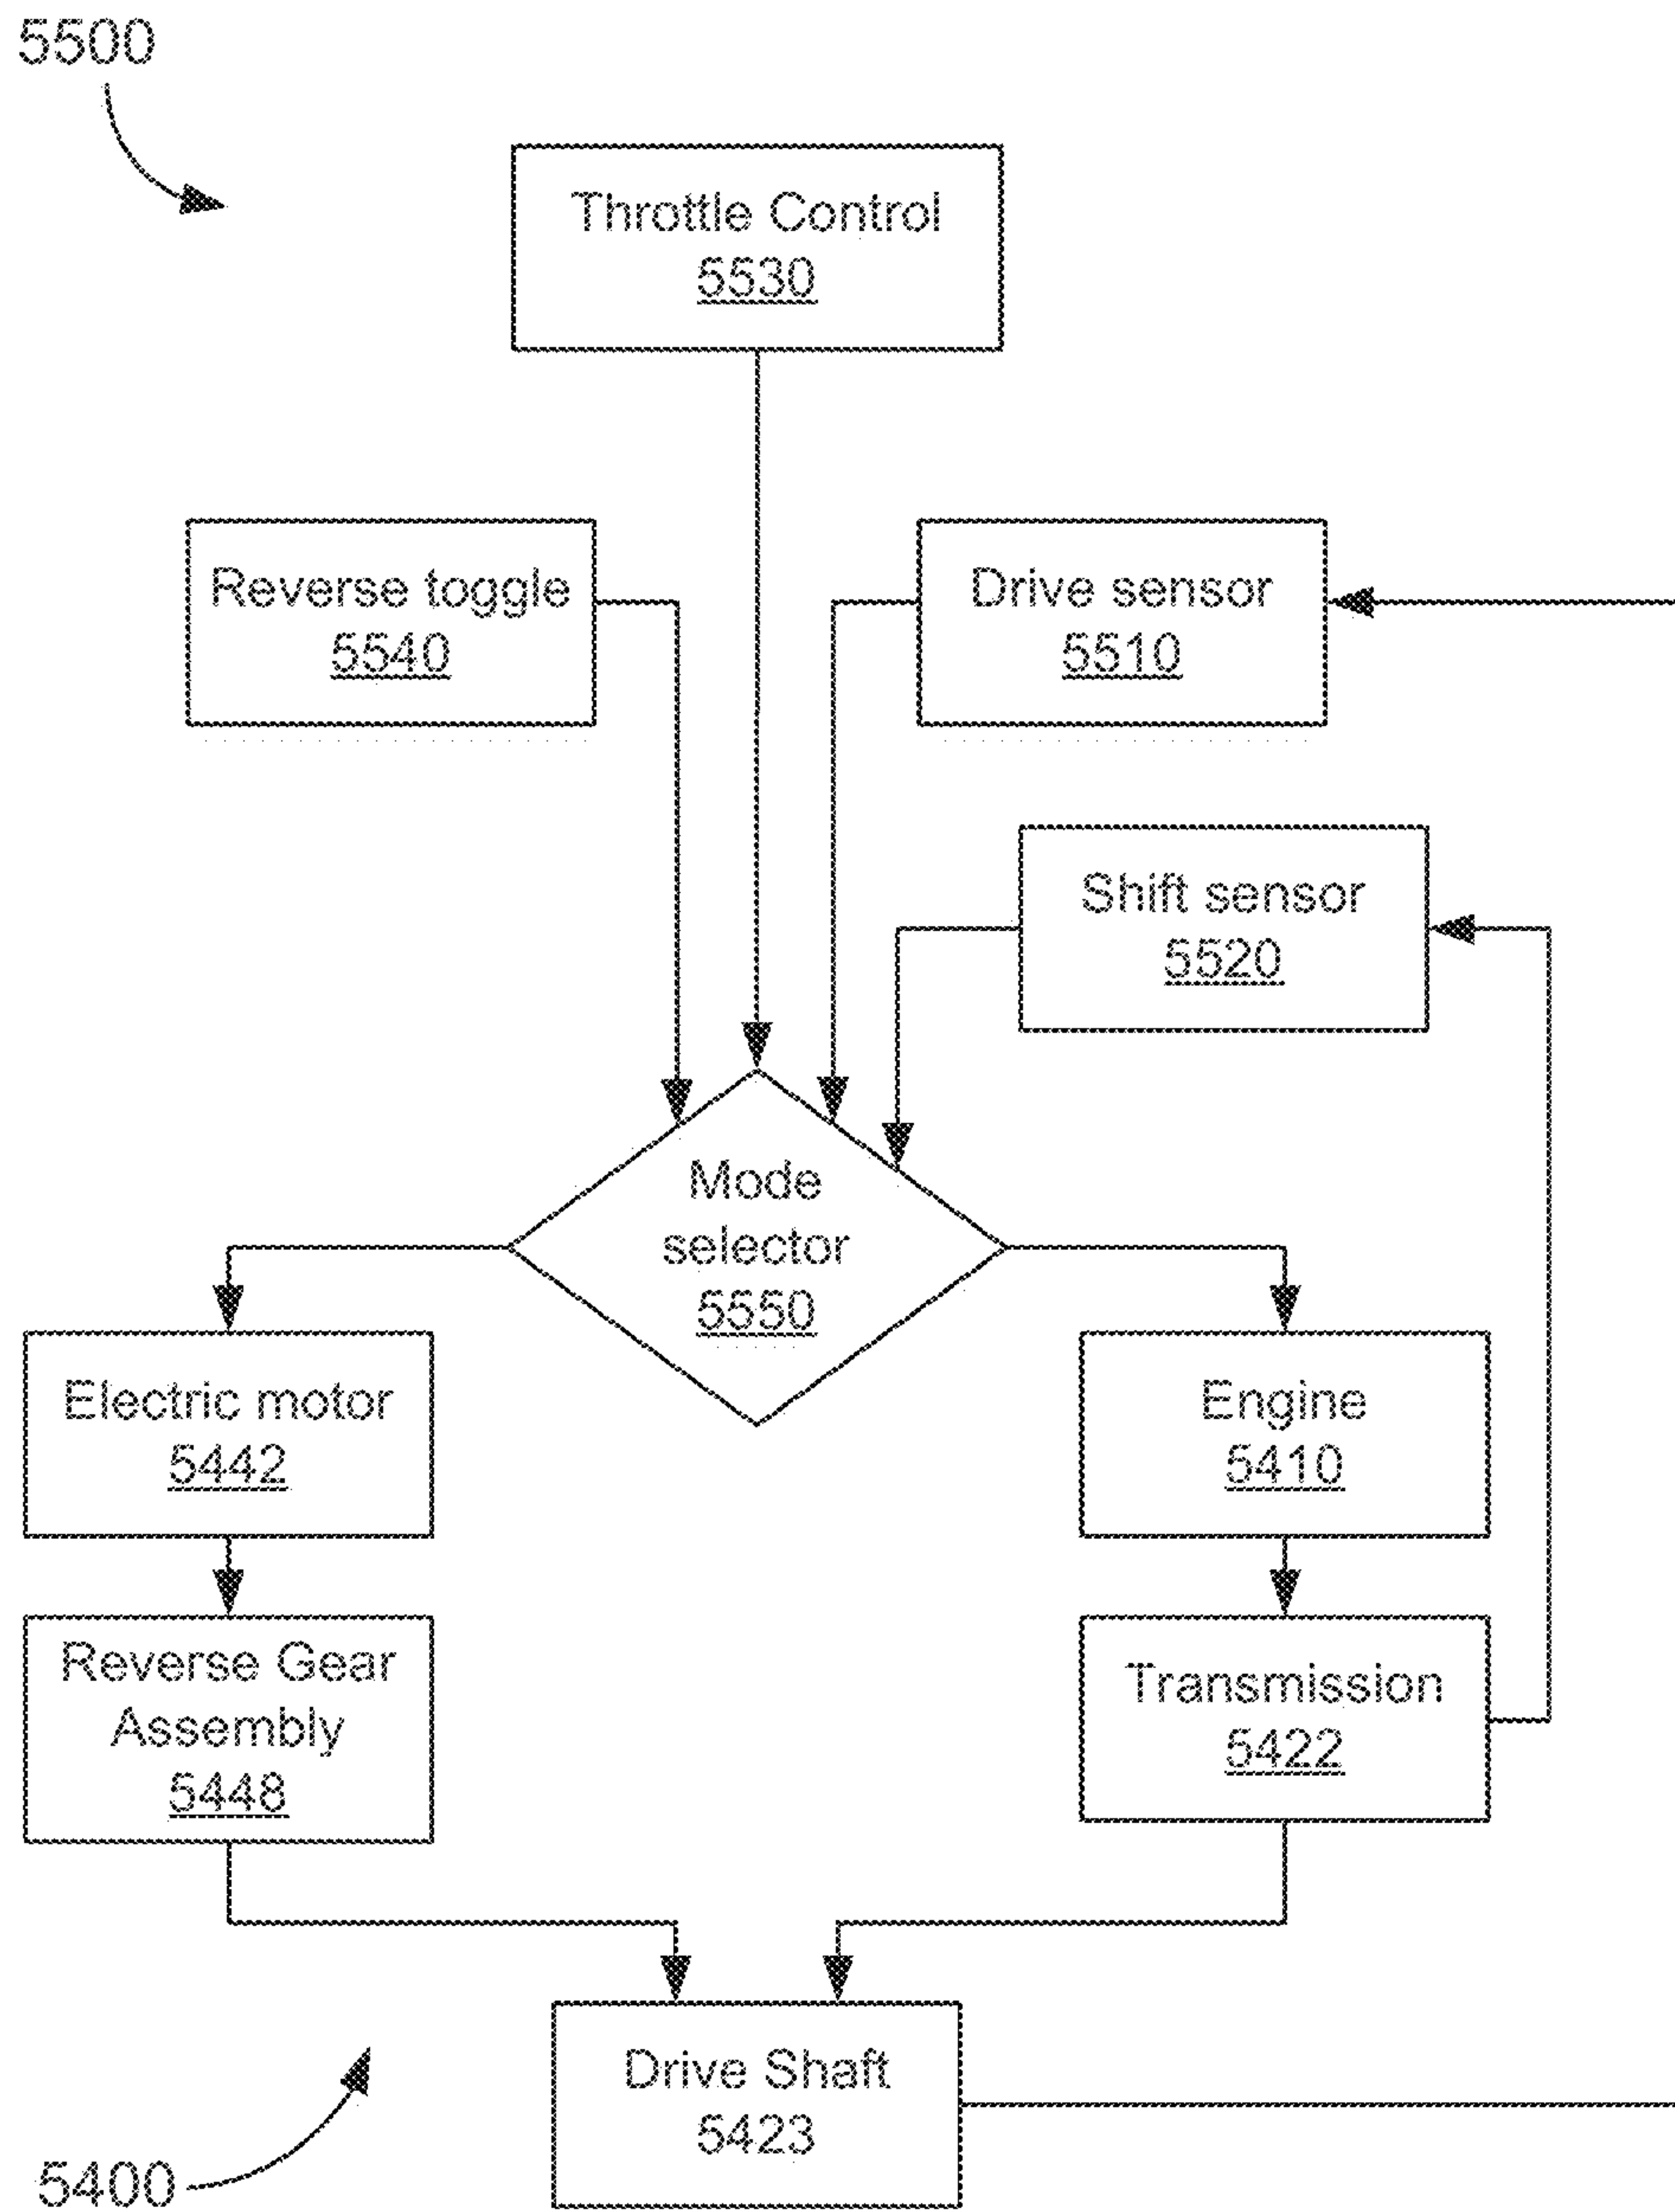 5500
Throttle Control
5530
Reverse toggle
5540
Drive sensor
5510
Shift sensor
5520
Mode
selector
5550
Electric motor
5442
Engine
5410
Reverse Gear
Assembly
5448
Transmission
5422
Drive Shaft
5423
5400